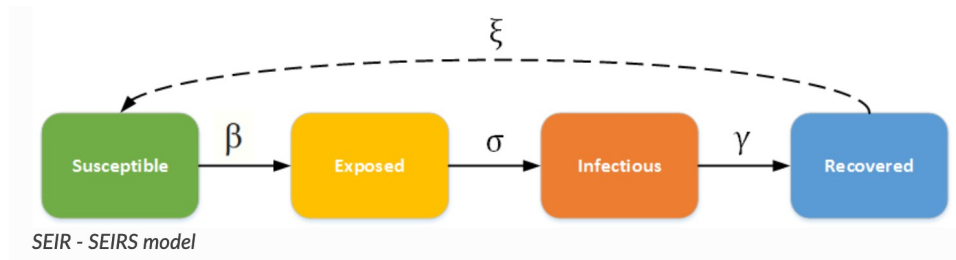 ξ
β
σ
γ
Susceptible
Exposed
Infectious
Recovered
SEIR - SEIRS model